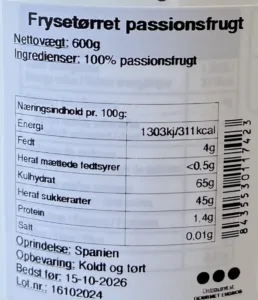 Frysetørret passionsfrugt
Nettovægt: 600g
Ingredienser: 100% passionsfrugt
Næringsindhold pr. 100g:
Energi 1303kj/311kcal
Fedt 4g
Heraf mættede fedtsyrer <0.5g
Kulhydrat 65g
Heraf sukkerarter 45g
Protein 1.4g
Salt 0.01g
Oprindelse: Spanien
Opbevaring: Koldt og tørt
Bedst før: 15-10-2026
Lot.nr.: 16102024
8435530117423